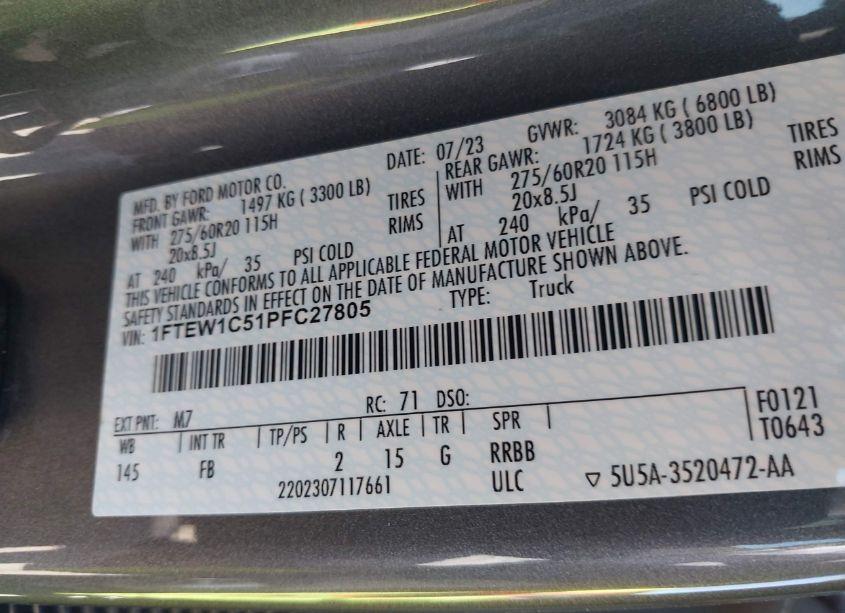 MFD. BY FORD MOTOR CO. DATE: 07/23 GVWR: 3084 KG ( 6800 LB)
FRONT GAWR: 1497 KG ( 3300 LB) REAR GAWR: 1724 KG ( 3800 LB)
WITH 275/60R20 115H TIRES WITH 275/60R20 115H TIRES
20x8.5J RIMS 20x8.5J RIMS
AT 240 kPa/ 35 PSI COLD AT 240 kPa/ 35 PSI COLD
THIS VEHICLE CONFORMS TO ALL APPLICABLE FEDERAL MOTOR VEHICLE
SAFETY STANDARDS IN EFFECT ON THE DATE OF MANUFACTURE SHOWN ABOVE.
VIN: 1FTEW1C51PFC27805 TYPE: Truck
EXT PNT: M7 RC: 71 DSO: F0121
WB INT TR TP/PS R AXLE TR SPR T0643
145 FB 2 15 G RRBB
2202307117661 ULC ▽ 5U5A-3520472-AA